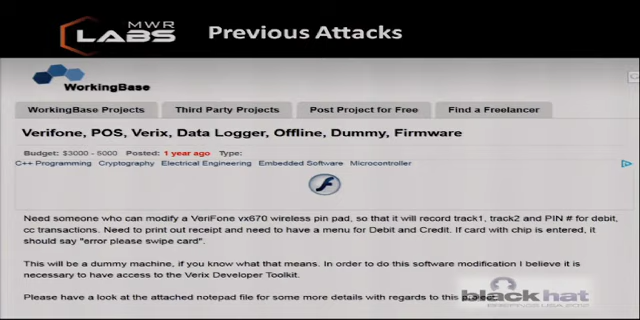 MWR
LABS
Previous Attacks
WorkingBase
WorkingBase Projects
Third Party Projects
Post Project for Free
Find a Freelancer
Verifone, POS, Verix, Data Logger, Offline, Dummy, Firmware
Budget: $3000 - 5000 Posted: 1 year ago Type:
C++ Programming Cryptography Electrical Engineering Embedded Software Microcontroller
Need someone who can modify a VeriFone vx670 wireless pin pad, so that it will record track1, track2 and PIN # for debit,
cc transactions. Need to print out receipt and need to have a menu for Debit and Credit. If card with chip is entered, it
should say "error please swipe card".
This will be a dummy machine, if you know what that means. In order to do this software modification I believe it is
necessary to have access to the Verix Developer Toolkit.
Please have a look at the attached notepad file for some more details with regards to this project
black hat
BRIEFINGS USA 2012